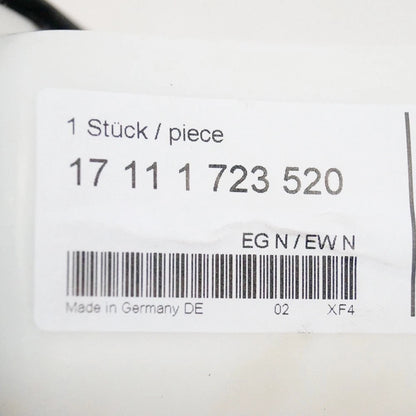 1 Stück / piece
17 11 1 723 520
EG N / EW N
Made in Germany DE 02 XF4